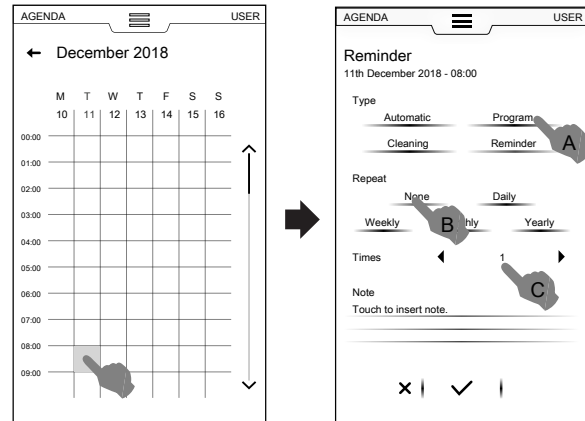 AGENDA USER
December 2018
M T W T F S S
10 11 12 13 14 15 16
00:00
01:00
02:00
03:00
04:00
05:00
06:00
07:00
08:00
09:00
AGENDA USER
Reminder
11th December 2018 - 08:00
Type
Automatic Program
A
Cleaning Reminder
Repeat
None Daily
Weekly B hly Yearly
Times 1
C
Note
Touch to insert note.